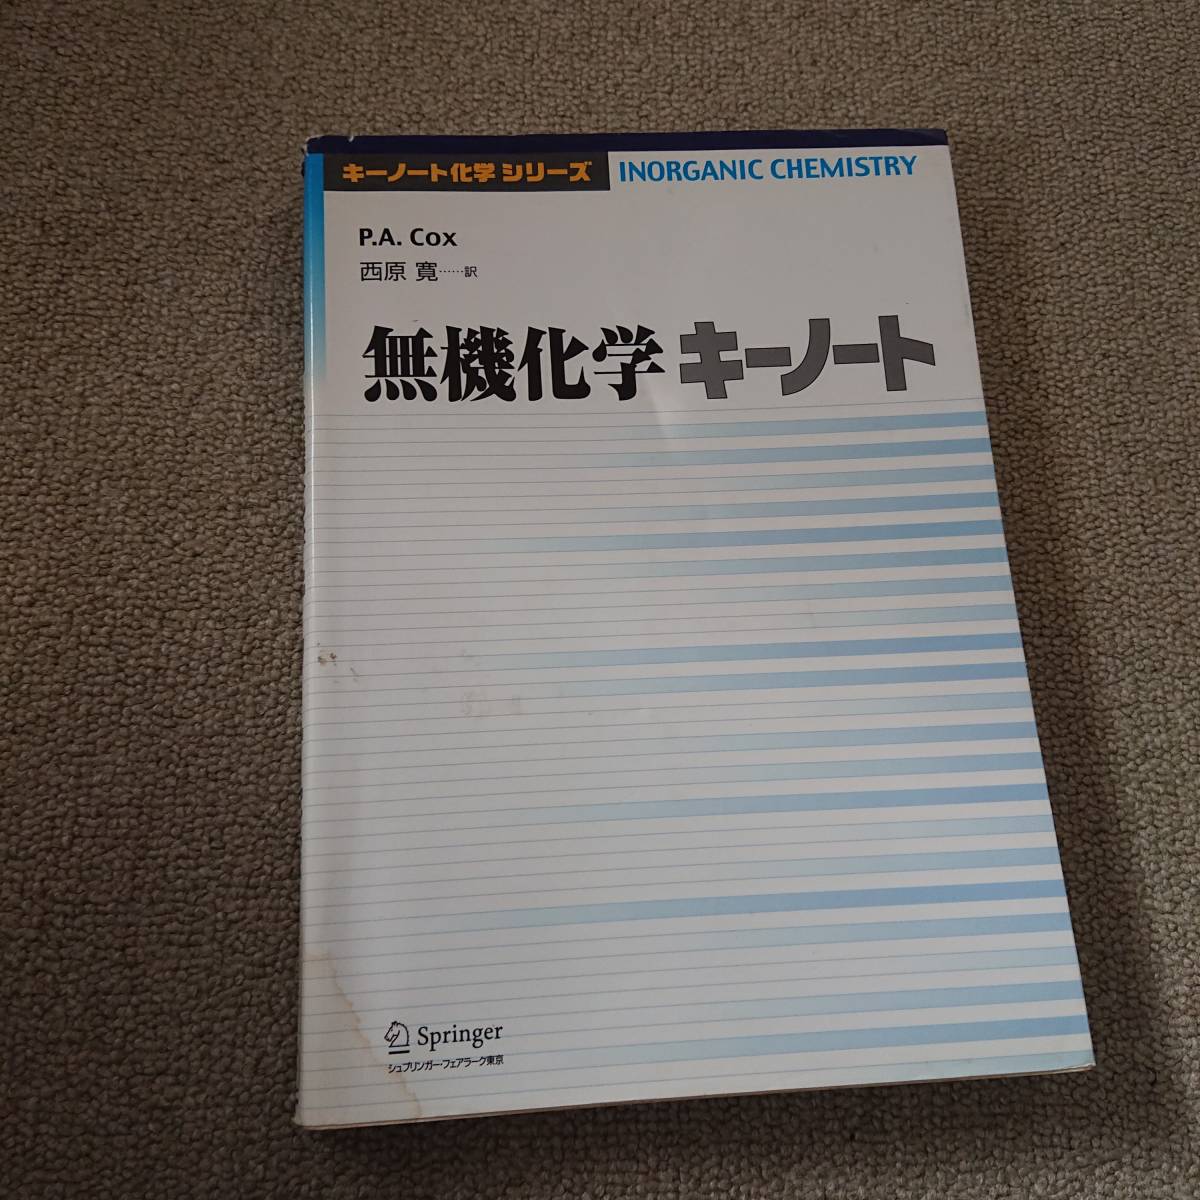 キーノート化学シリーズ INORGANIC CHEMISTRY
P.A. Cox
西原 寛……訳
無機化学キーノート
Springer
シュプリンガー・フェアラーク東京